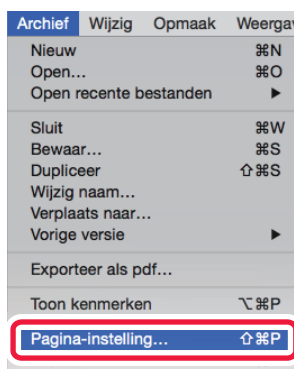 Archief Wijzig Opmaak Weergav
Nieuw ⌘N
Open... ⌘O
Open recente bestanden ▶
Sluit ⌘W
Bewaar... ⌘S
Dupliceer ⇧⌘S
Wijzig naam...
Verplaats naar...
Vorige versie ▶
Exporteer als pdf...
Toon kenmerken ⌥⌘P
Pagina-instelling... ⇧⌘P